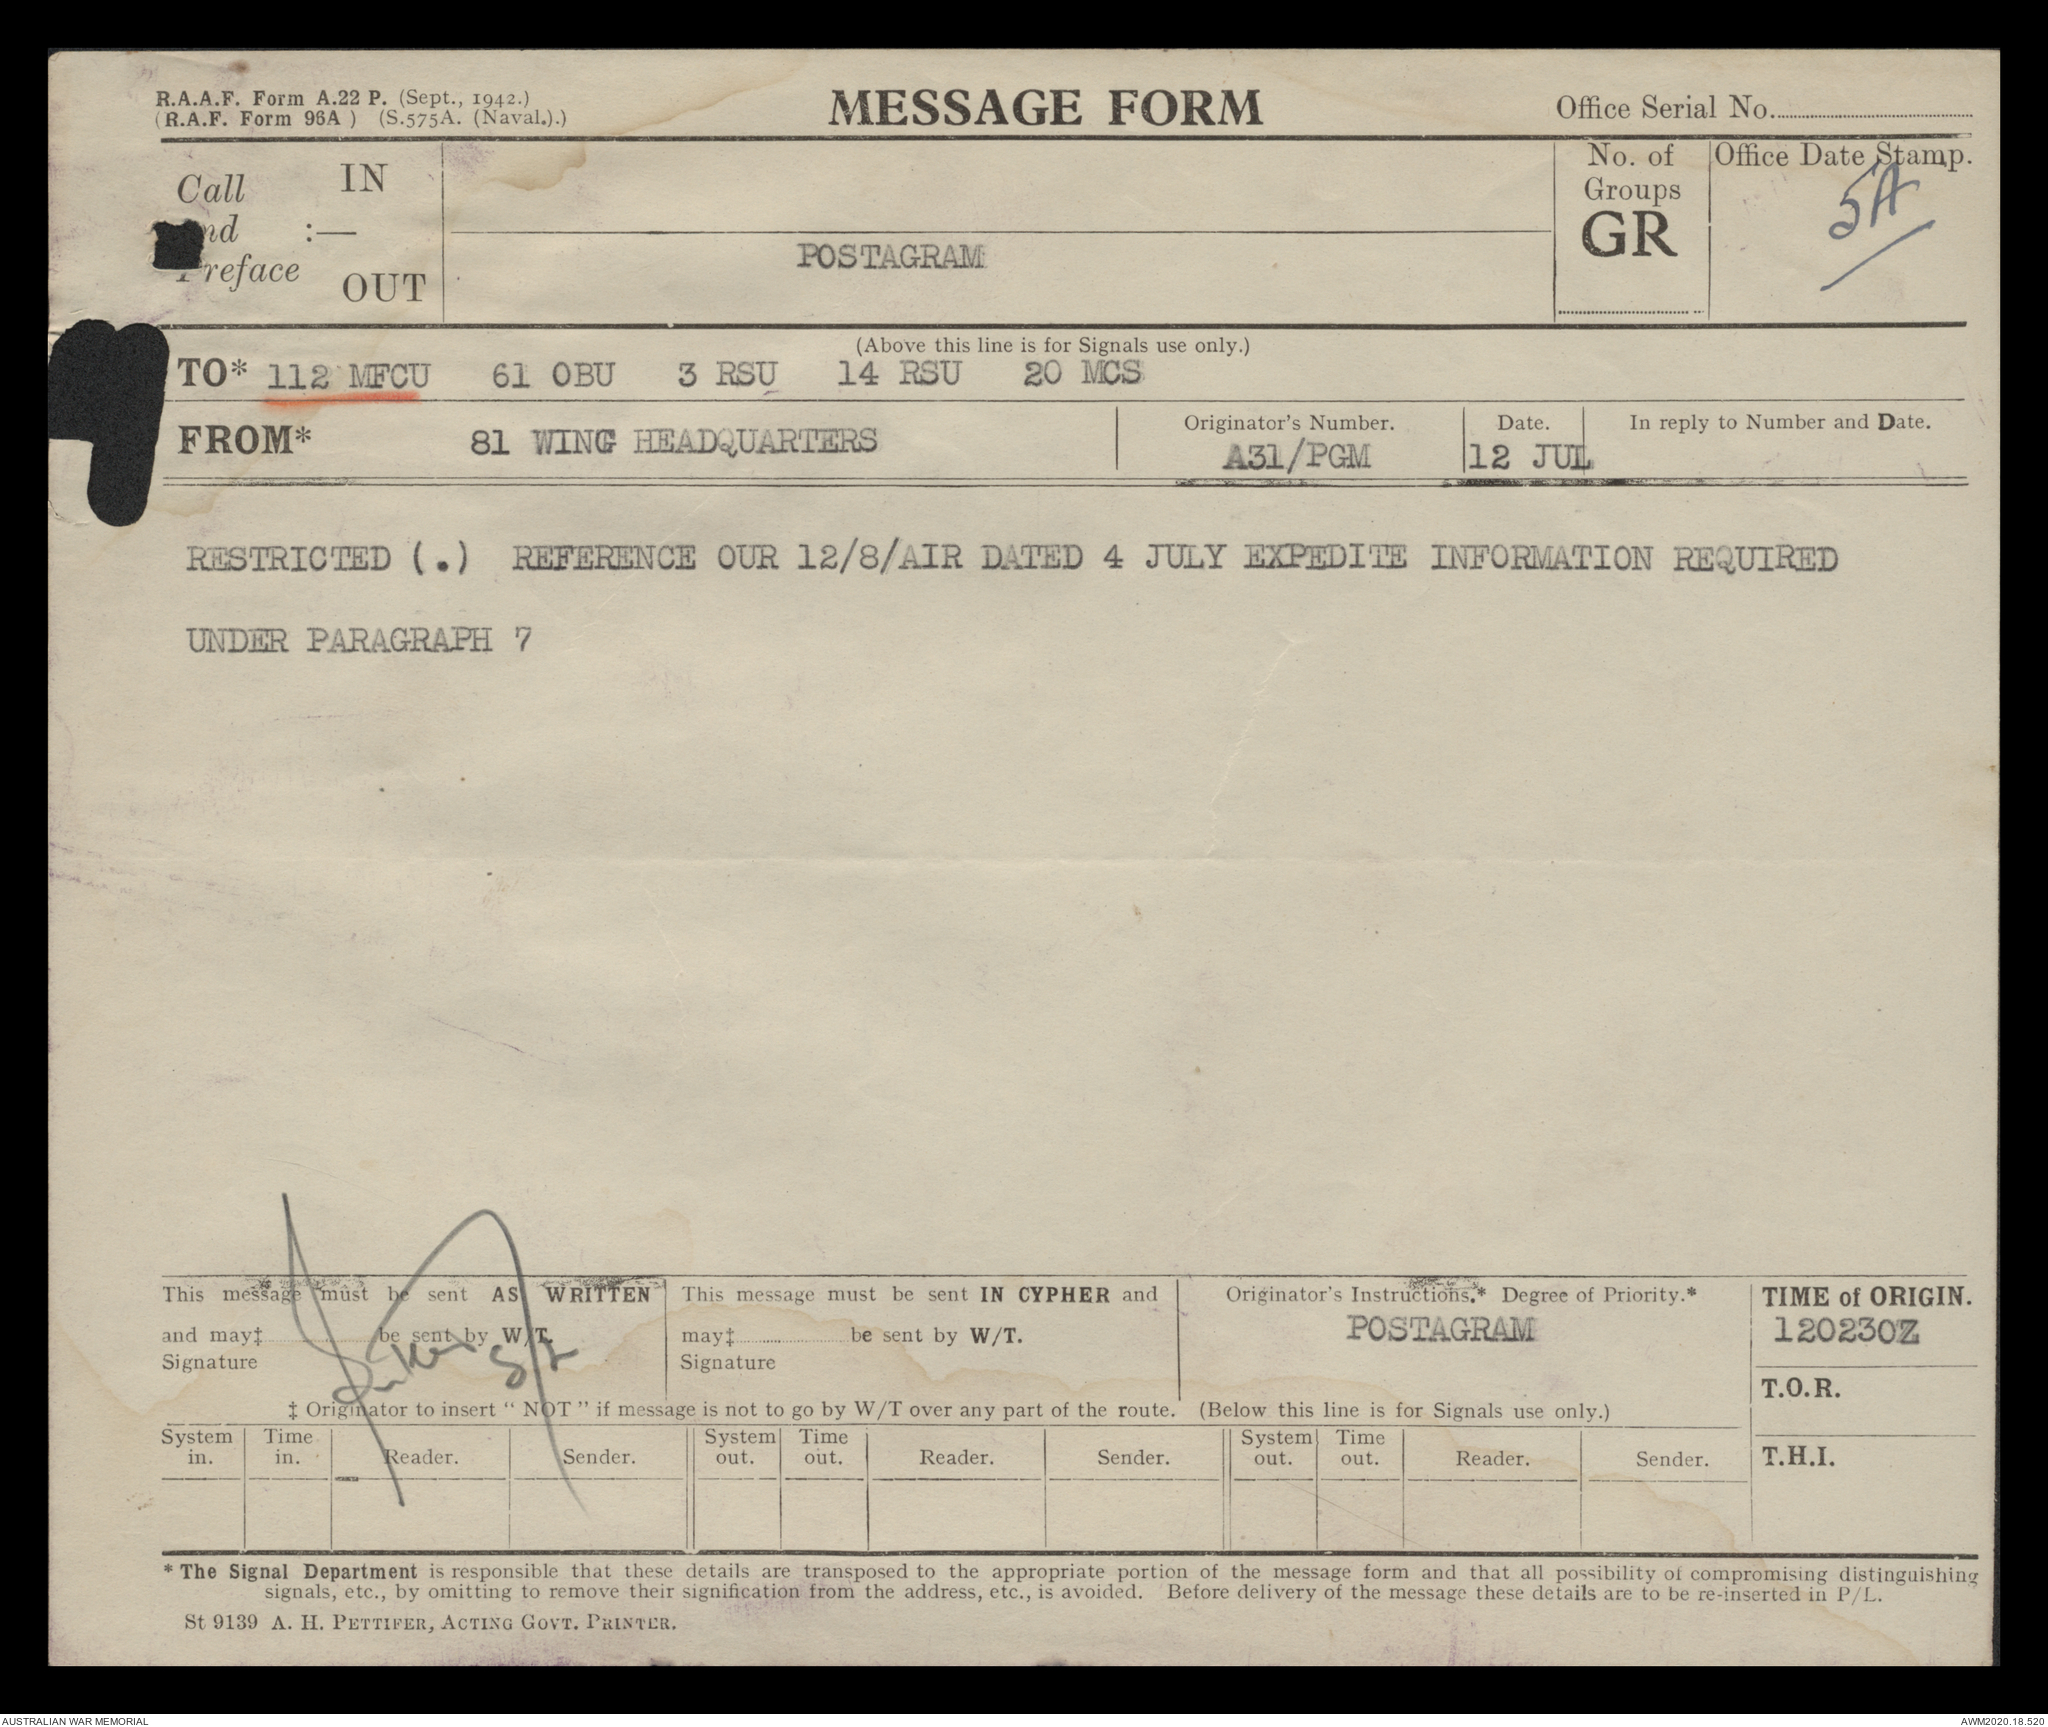 R.A.A.F. Form A.22 P. (Sept., 1942.)
(R.A.F. Form 96A) (S.575A. (Naval.).)
MESSAGE FORM
Office Serial No.
Call IN
and :—
Preface OUT
POSTAGRAM
No. of Groups
GR
Office Date Stamp.
5A
(Above this line is for Signals use only.)
TO* 112 MFCU 61 OBU 3 RSU 14 RSU 20 MCS
FROM* 81 WING HEADQUARTERS
Originator's Number.
A31/PGM
Date.
12 JUL
In reply to Number and Date.
RESTRICTED (.) REFERENCE OUR 12/8/AIR DATED 4 JULY EXPEDITE INFORMATION REQUIRED
UNDER PARAGRAPH 7
This message must be sent AS WRITTEN
and may‡ be sent by W/T.
Signature
S/L
This message must be sent IN CYPHER and
may‡ be sent by W/T.
Signature
Originator's Instructions.* Degree of Priority.*
POSTAGRAM
TIME of ORIGIN.
120230Z
T.O.R.
T.H.I.
‡ Originator to insert "NOT" if message is not to go by W/T over any part of the route. (Below this line is for Signals use only.)
System in. Time in. Reader. Sender. System out. Time out. Reader. Sender. System out. Time out. Reader. Sender.
* The Signal Department is responsible that these details are transposed to the appropriate portion of the message form and that all possibility of compromising distinguishing
signals, etc., by omitting to remove their signification from the address, etc., is avoided. Before delivery of the message these details are to be re-inserted in P/L.
St 9139 A. H. PETTIFER, ACTING GOVT. PRINTER.
AUSTRALIAN WAR MEMORIAL
AWM2020.18.520